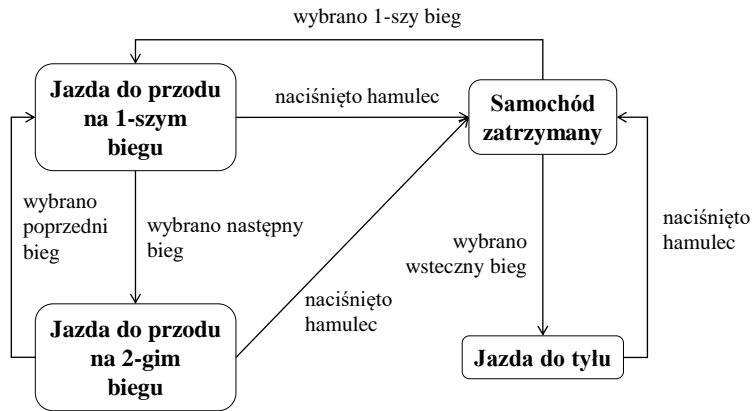 wybrano 1-szy bieg
Jazda do przodu
na 1-szym
biegu
naciśnięto hamulec
Samochód
zatrzymany
wybrano
poprzedni
bieg
wybrano następny
bieg
wybrano
wsteczny bieg
naciśnięto
hamulec
naciśnięto
hamulec
Jazda do przodu
na 2-gim
biegu
Jazda do tyłu